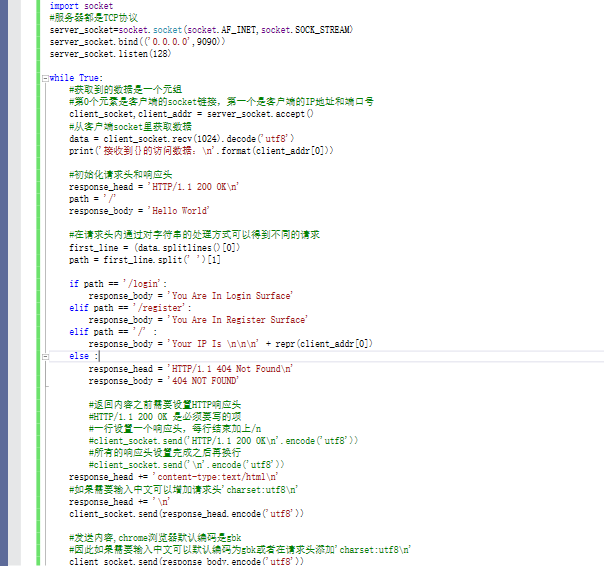 import socket
#服务器都是TCP协议
server_socket=socket.socket(socket.AF_INET,socket.SOCK_STREAM)
server_socket.bind(('0.0.0.0',9090))
server_socket.listen(128)
while True:
#获取到的数据是一个元组
#第0个元素是客户端的socket链接，第一个是客户端的IP地址和端口号
client_socket,client_addr = server_socket.accept()
#从客户端socket里获取数据
data = client_socket.recv(1024).decode('utf8')
print('接收到{}的访问数据：\n'.format(client_addr[0]))
#初始化请求头和响应头
response_head = 'HTTP/1.1 200 OK\n'
path = '/'
response_body = 'Hello World'
#在请求头内通过对字符串的处理方式可以得到不同的请求
first_line = (data.splitlines()[0])
path = first_line.split(' ')[1]
if path == '/login':
response_body = 'You Are In Login Surface'
elif path == '/register':
response_body = 'You Are In Register Surface'
elif path == '/' :
response_body = 'Your IP Is \n\n\n' + repr(client_addr[0])
else :
response_head = 'HTTP/1.1 404 Not Found\n'
response_body = '404 NOT FOUND'
#返回内容之前需要设置HTTP响应头
#HTTP/1.1 200 OK 是必须要写的项
#一行设置一个响应头，每行结束加上/n
#client_socket.send('HTTP/1.1 200 OK\n'.encode('utf8'))
#所有的响应头设置完成之后再换行
#client_socket.send('\n'.encode('utf8'))
response_head += 'content-type:text/html\n'
#如果需要输入中文可以增加请求头'charset:utf8\n'
response_head += '\n'
client_socket.send(response_head.encode('utf8'))
#发送内容,chrome浏览器默认编码是gbk
#因此如果需要输入中文可以默认编码为gbk或者在请求头添加'charset:utf8\n'
client_socket.send(response_body.encode('utf8'))